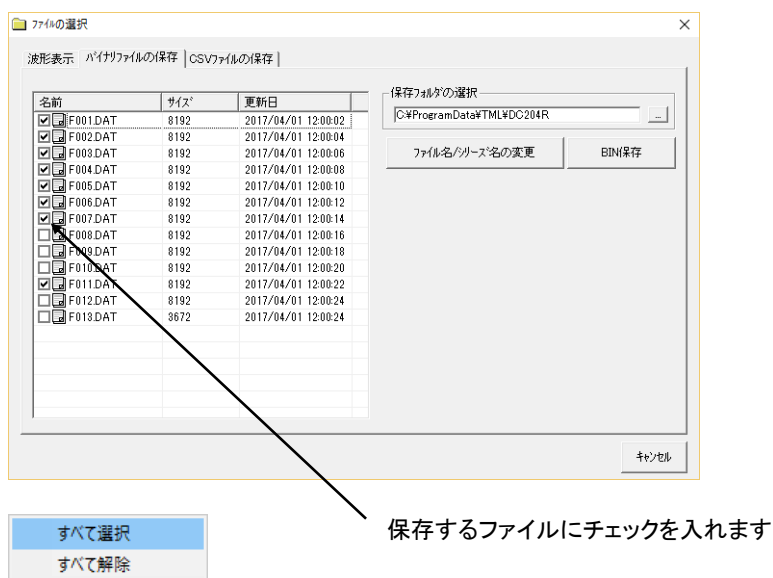 ﾌｧｲﾙの選択
波形表示 ﾊﾞｲﾅﾘﾌｧｲﾙの保存 CSVﾌｧｲﾙの保存
名前 ｻｲｽﾞ 更新日
F001.DAT 8192 2017/04/01 12:00:02
F002.DAT 8192 2017/04/01 12:00:04
F003.DAT 8192 2017/04/01 12:00:06
F004.DAT 8192 2017/04/01 12:00:08
F005.DAT 8192 2017/04/01 12:00:10
F006.DAT 8192 2017/04/01 12:00:12
F007.DAT 8192 2017/04/01 12:00:14
F008.DAT 8192 2017/04/01 12:00:16
F009.DAT 8192 2017/04/01 12:00:18
F010.DAT 8192 2017/04/01 12:00:20
F011.DAT 8192 2017/04/01 12:00:22
F012.DAT 8192 2017/04/01 12:00:24
F013.DAT 3672 2017/04/01 12:00:24
保存ﾌｫﾙﾀﾞの選択
C:¥ProgramData¥TML¥DC204R ...
ﾌｧｲﾙ名/ｼﾘｰｽﾞ名の変更 BIN保存
ｷｬﾝｾﾙ
保存するファイルにチェックを入れます
すべて選択
すべて解除